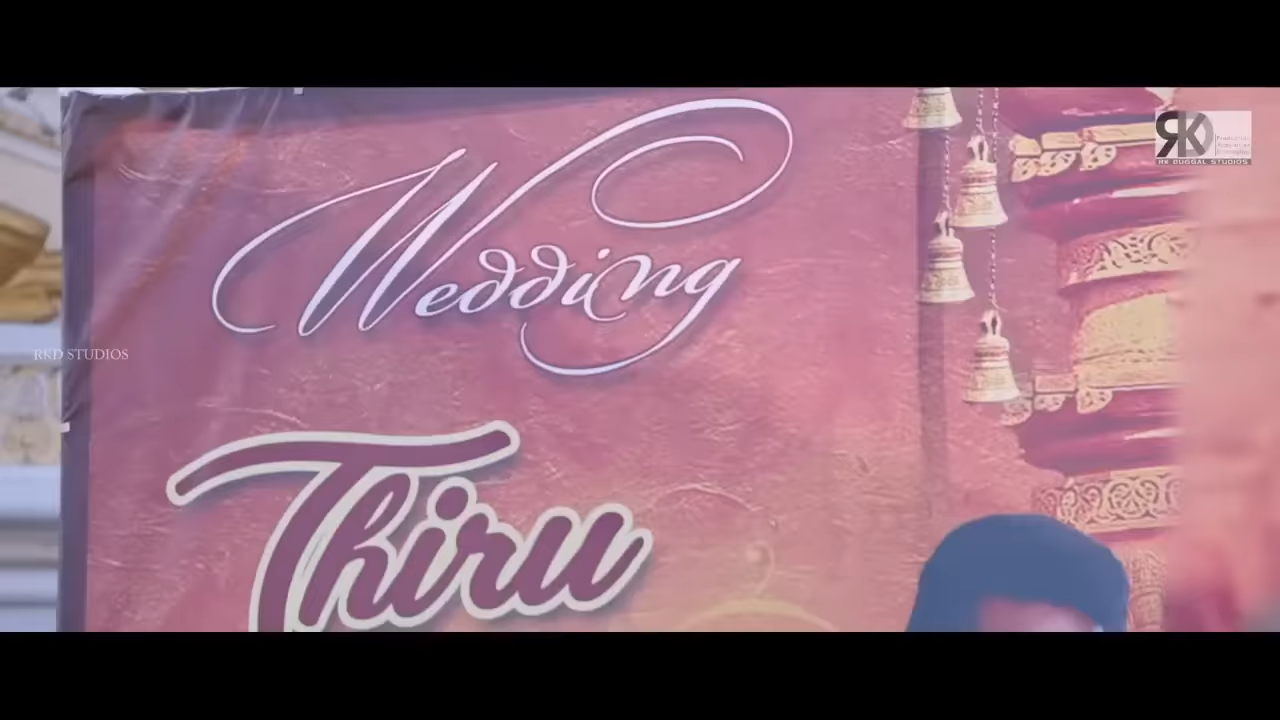 Wedding
RK
RK DUGGAL STUDIOS
RKD STUDIOS
Thiru